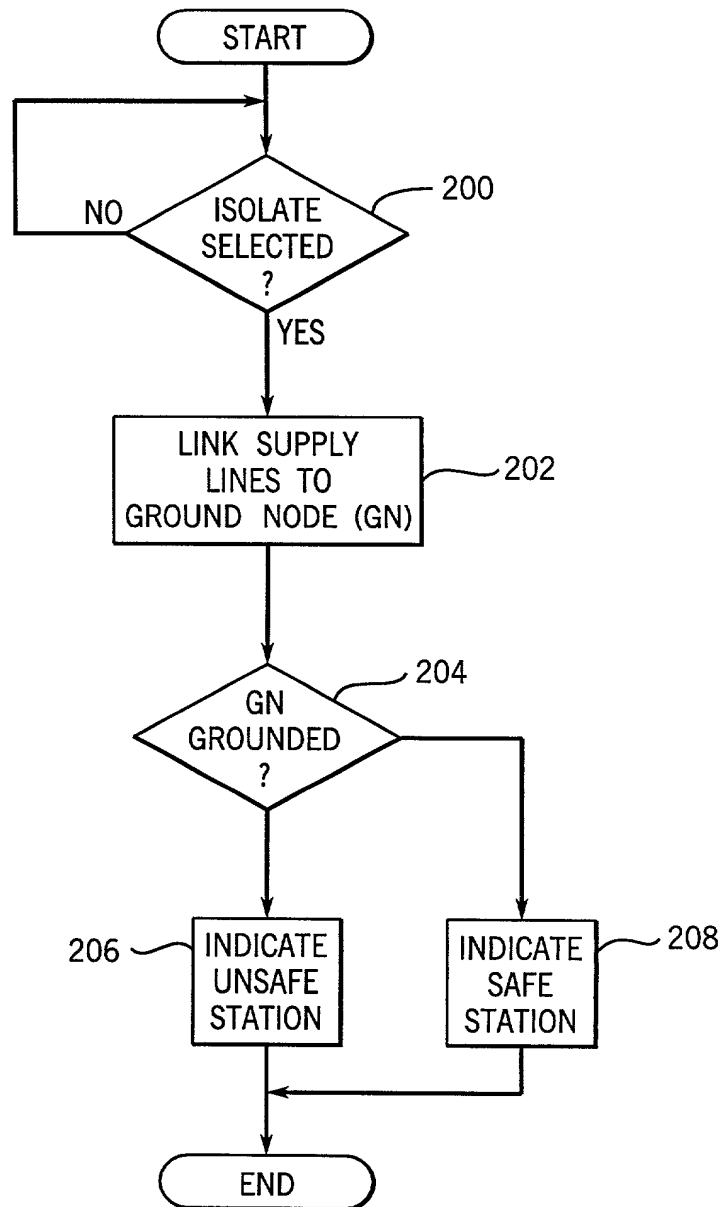 START
200
NO
ISOLATE
SELECTED
?
YES
LINK SUPPLY
LINES TO
GROUND NODE (GN)
202
204
GN
GROUNDED
?
206
INDICATE
UNSAFE
STATION
INDICATE
SAFE
STATION
208
END